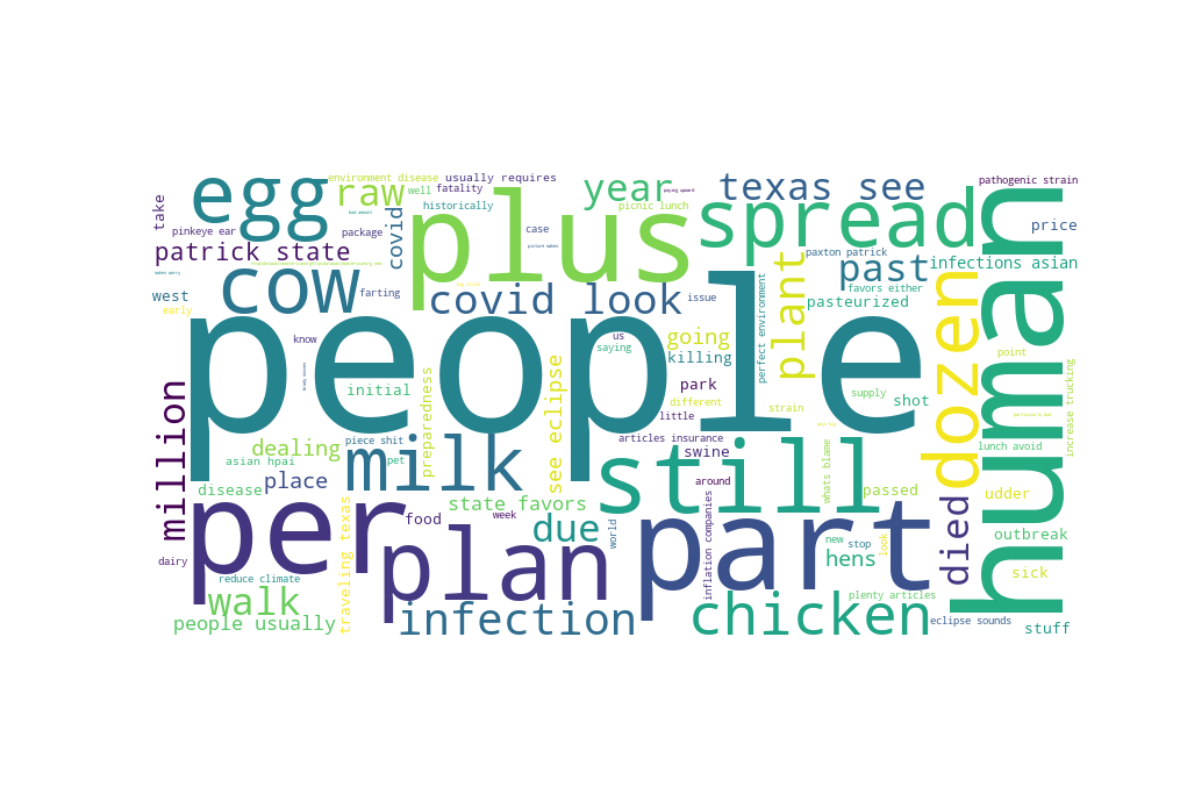 take
egg
environment disease
usually requires
raw
well
fatality
year
paying upward
texas see
pathogenic strain
historically
plus
picnic lunch
spread
human
price
pinkeye ear
package
covid
case
patrick state
paxton patrick
past
infections asian
west
early
cow
farting
covid look
issue
perfect environment
plant
favors either
pasteurized
dozen
people
know
us
saying
going
killing
point
million
initial
preparedness
see eclipse
park
different
little
strain
supply
shot
increase trucking
dealing
piece shit
pet
milk
still
articles insurance
swine
whats blame
lunch avoid
asian hpai
place
around
disease
state favors
passed
udder
per
traveling texas
food
week
plan
due
world
inflation companies
part
new
stop
look
hens
died
outbreak
dairy
sick
reduce climate
walk
people usually
infection
chicken
plenty articles
eclipse sounds
stuff